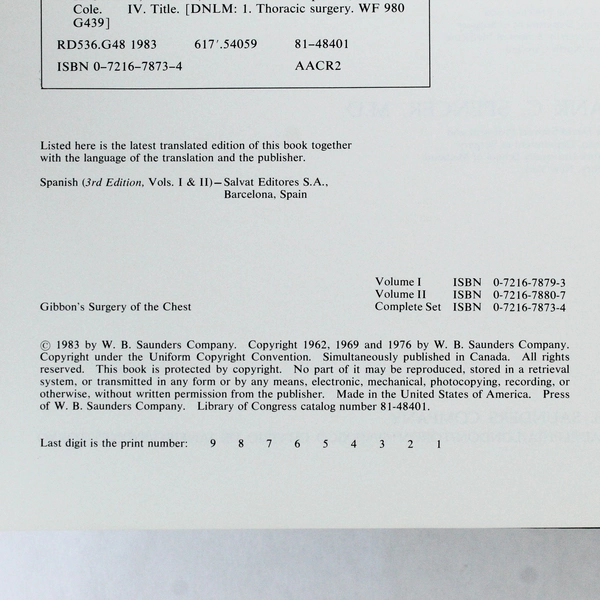 Cole. IV. Title. [DNLM: 1. Thoracic surgery. WF 980
G439]
RD536.G48 1983 617′.54059 81–48401
ISBN 0–7216–7873–4 AACR2
Listed here is the latest translated edition of this book together
with the language of the translation and the publisher.
Spanish (3rd Edition, Vols. I & II)—Salvat Editores S.A.,
Barcelona, Spain
Volume I ISBN 0-7216-7879-3
Volume II ISBN 0-7216-7880-7
Gibbon's Surgery of the Chest Complete Set ISBN 0-7216-7873-4
© 1983 by W. B. Saunders Company. Copyright 1962, 1969 and 1976 by W. B. Saunders Company.
Copyright under the Uniform Copyright Convention. Simultaneously published in Canada. All rights
reserved. This book is protected by copyright. No part of it may be reproduced, stored in a retrieval
system, or transmitted in any form or by any means, electronic, mechanical, photocopying, recording, or
otherwise, without written permission from the publisher. Made in the United States of America. Press
of W. B. Saunders Company. Library of Congress catalog number 81-48401.
Last digit is the print number: 9 8 7 6 5 4 3 2 1